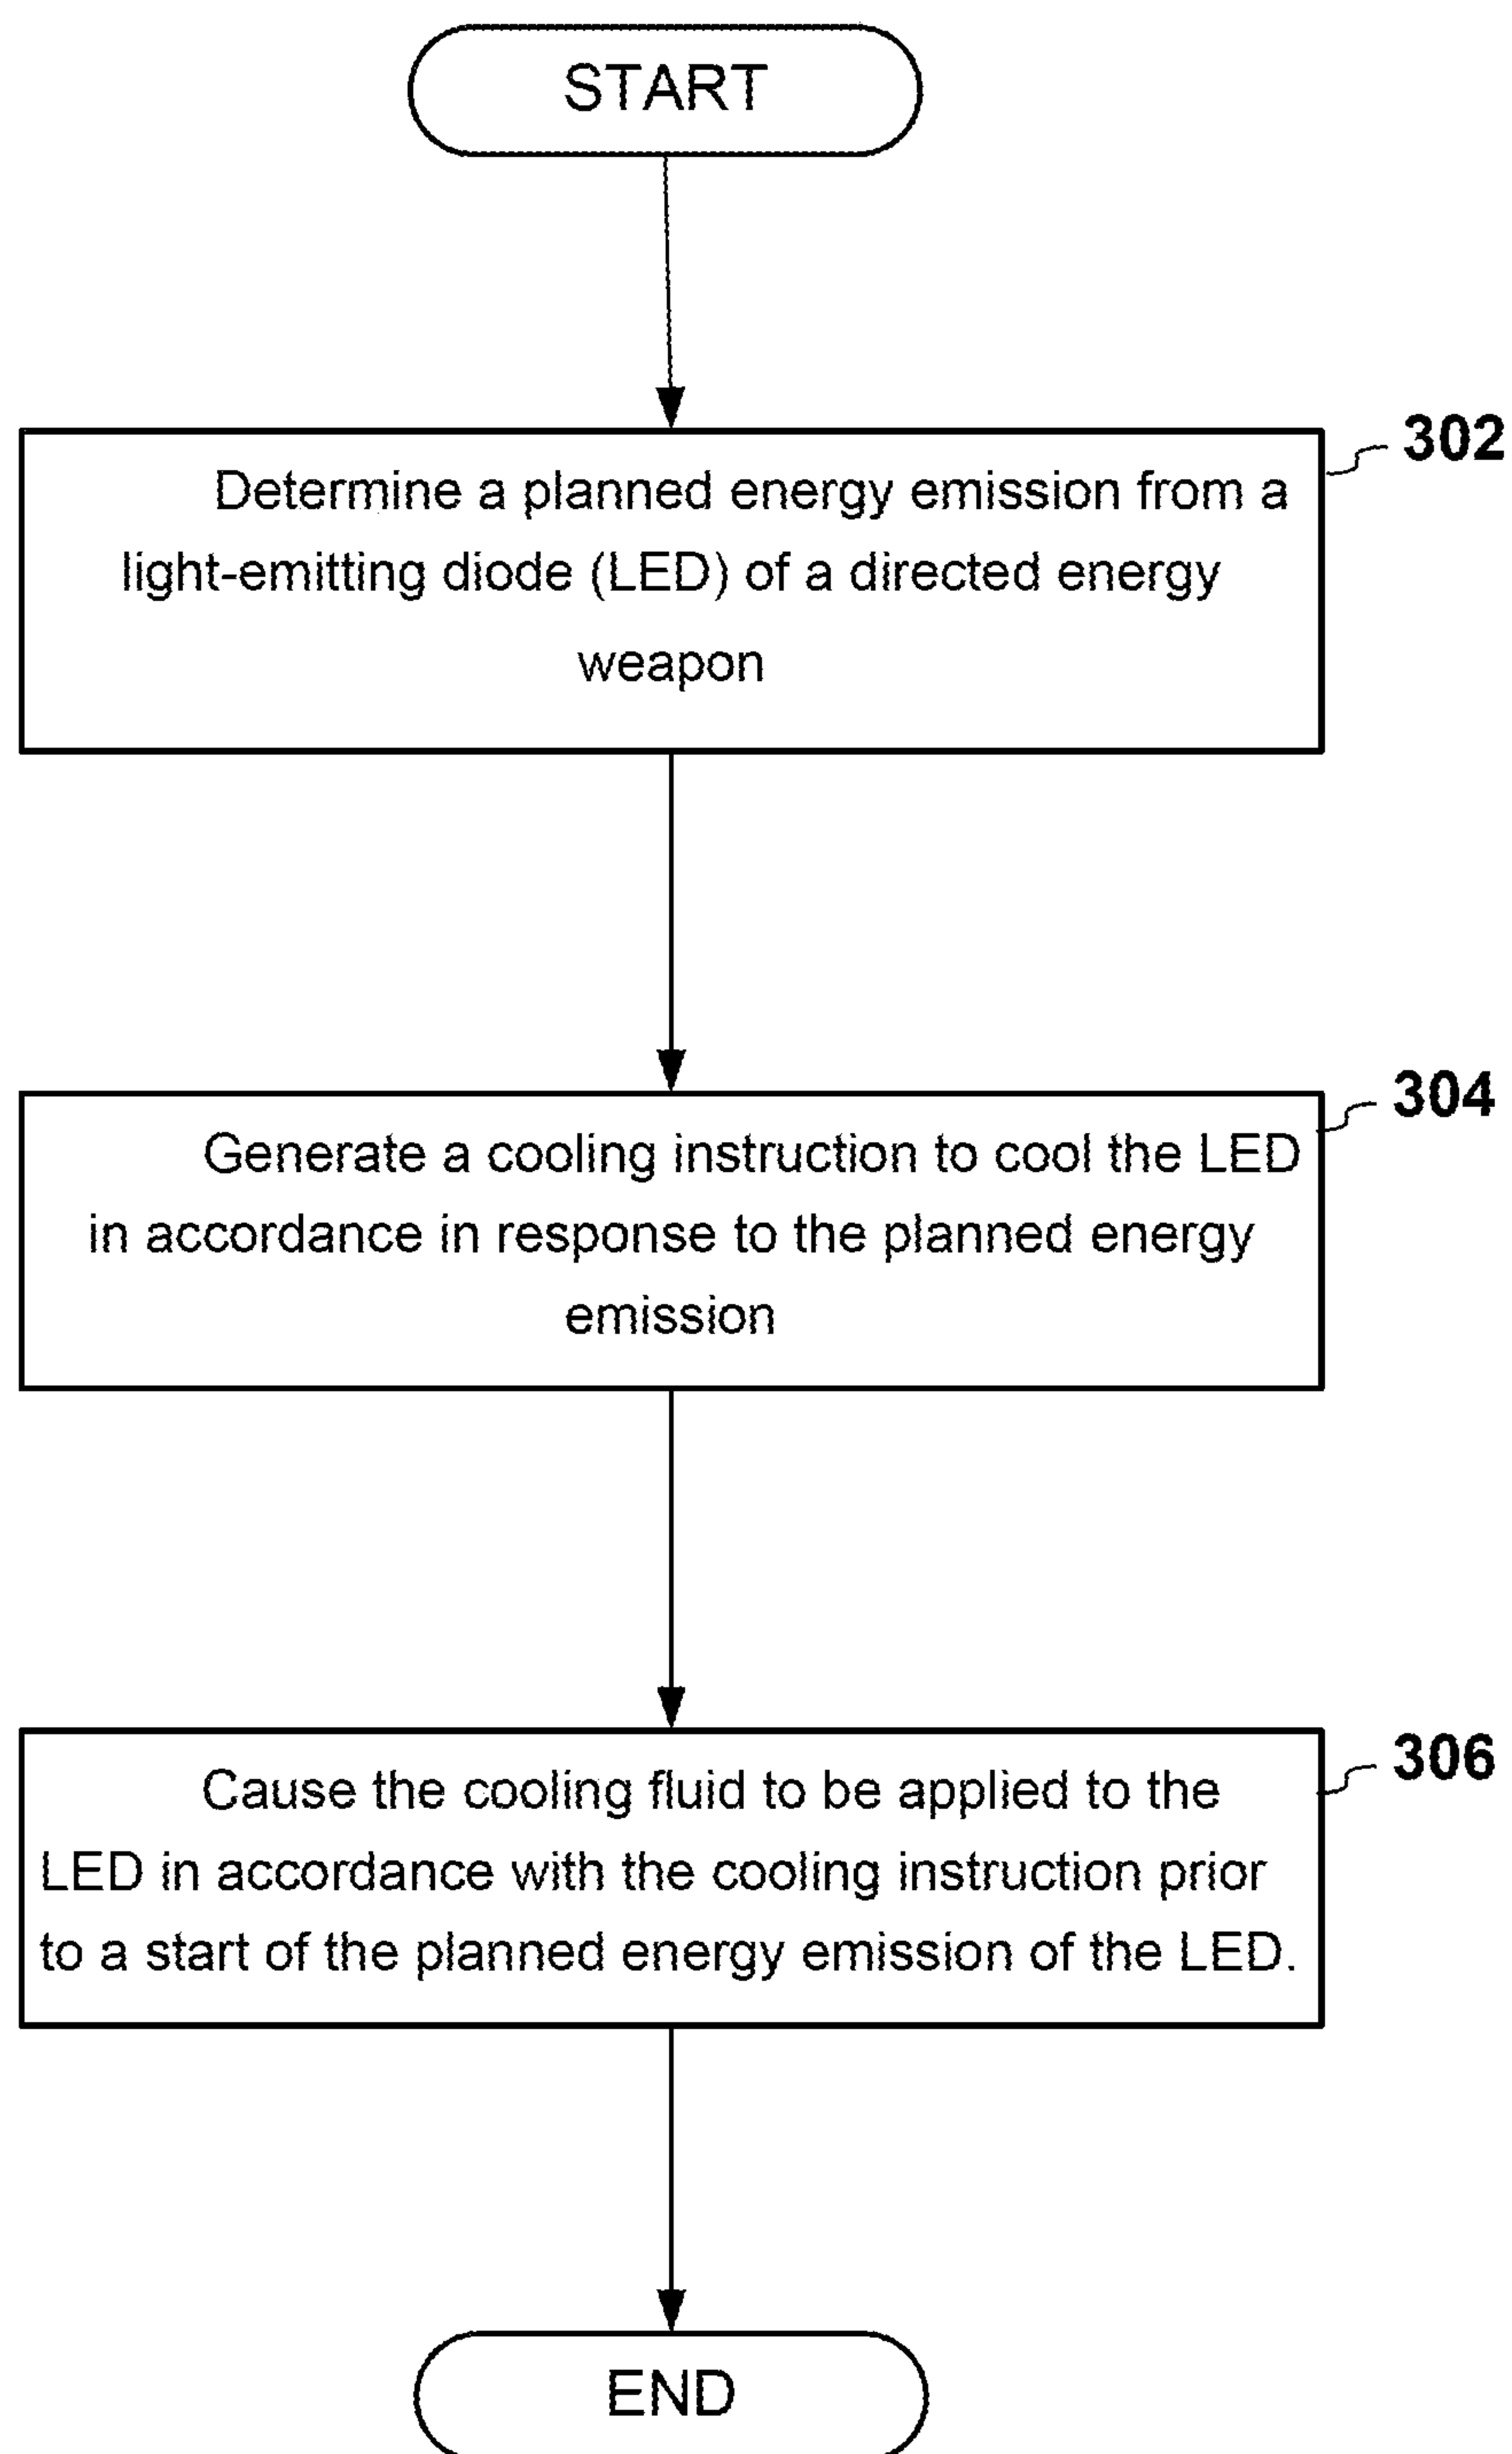 START
302
Determine a planned energy emission from a
light-emitting diode (LED) of a directed energy
weapon
304
Generate a cooling instruction to cool the LED
in accordance in response to the planned energy
emission
306
Cause the cooling fluid to be applied to the
LED in accordance with the cooling instruction prior
to a start of the planned energy emission of the LED.
END